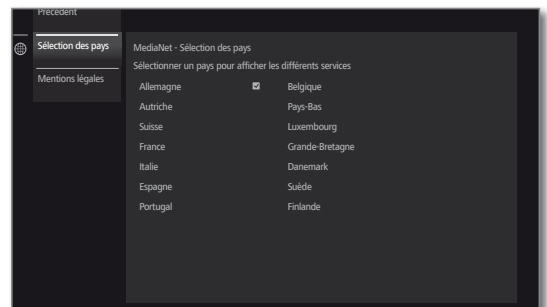 Précédent
Sélection des pays
Mentions légales
MediaNet - Sélection des pays
Sélectionner un pays pour afficher les différents services
Allemagne
Belgique
Autriche
Pays-Bas
Suisse
Luxembourg
France
Grande-Bretagne
Italie
Danemark
Espagne
Suède
Portugal
Finlande